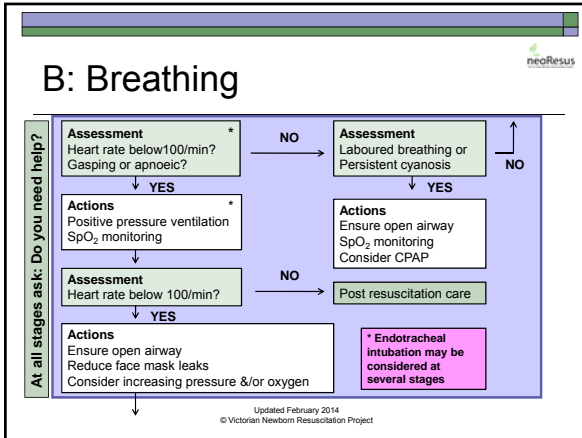 neoResus
B: Breathing
At all stages ask: Do you need help?
Assessment *
Heart rate below100/min?
Gasping or apnoeic?
NO
Assessment
Laboured breathing or
Persistent cyanosis
NO
YES
YES
Actions *
Positive pressure ventilation
SpO₂ monitoring
Actions
Ensure open airway
SpO₂ monitoring
Consider CPAP
Assessment
Heart rate below 100/min?
NO
Post resuscitation care
YES
Actions
Ensure open airway
Reduce face mask leaks
Consider increasing pressure &/or oxygen
* Endotracheal
intubation may be
considered at
several stages
Updated February 2014
© Victorian Newborn Resuscitation Project